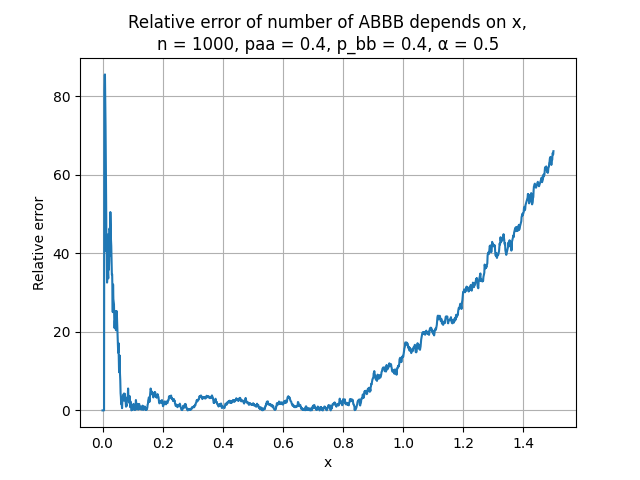 Relative error of number of ABBB depends on x,
n = 1000, paa = 0.4, p_bb = 0.4, α = 0.5
80
60
40
20
0
Relative error
0.0 0.2 0.4 0.6 0.8 1.0 1.2 1.4
x